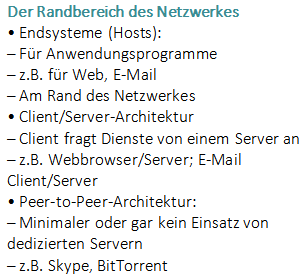 Der Randbereich des Netzwerkes
• Endsysteme (Hosts):
– Für Anwendungsprogramme
– z.B. für Web, E-Mail
– Am Rand des Netzwerkes
• Client/Server-Architektur
– Client fragt Dienste von einem Server an
– z.B. Webbrowser/Server; E-Mail
Client/Server
• Peer-to-Peer-Architektur:
– Minimaler oder gar kein Einsatz von
dedizierten Servern
– z.B. Skype, BitTorrent